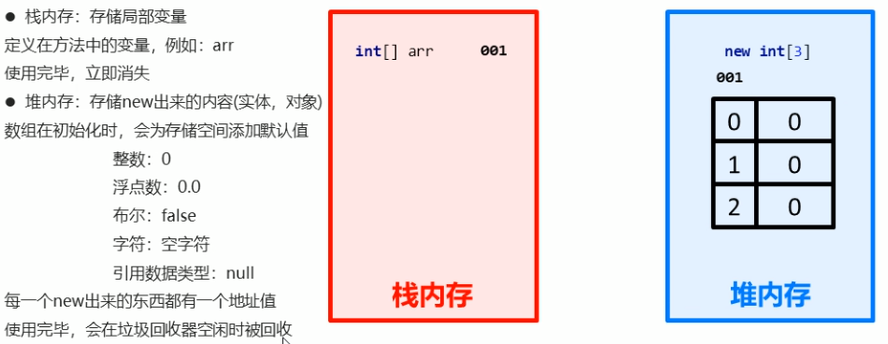 ● 栈内存：存储局部变量
定义在方法中的变量，例如：arr
使用完毕，立即消失
● 堆内存：存储new出来的内容(实体，对象)
数组在初始化时，会为存储空间添加默认值
整数：0
浮点数：0.0
布尔：false
字符：空字符
引用数据类型：null
每一个new出来的东西都有一个地址值
使用完毕，会在垃圾回收器空闲时被回收
int[] arr 001
栈内存
new int[3]
001
0 0
1 0
2 0
堆内存